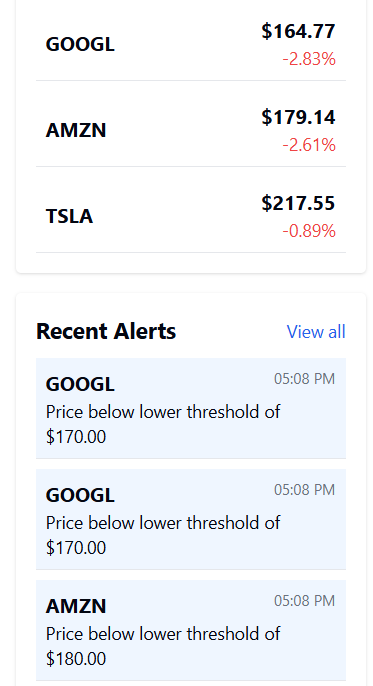 GOOGL $164.77
-2.83%
AMZN $179.14
-2.61%
TSLA $217.55
-0.89%
Recent Alerts View all
GOOGL 05:08 PM
Price below lower threshold of
$170.00
GOOGL 05:08 PM
Price below lower threshold of
$170.00
AMZN 05:08 PM
Price below lower threshold of
$180.00